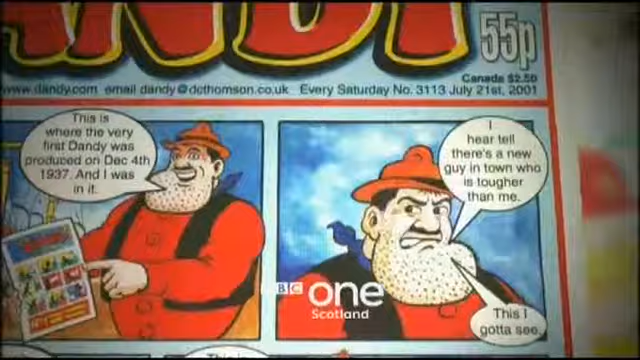 DANDY
55p
Canada $2.50
www.dandy.com email dandy@dcthomson.co.uk Every Saturday No. 3113 July 21st, 2001
This is
where the very
first Dandy was
produced on Dec 4th
1937. And I was
in it.
I
hear tell
there's a new
guy in town who
is tougher
than me.
This I
gotta see.
BBC one
Scotland